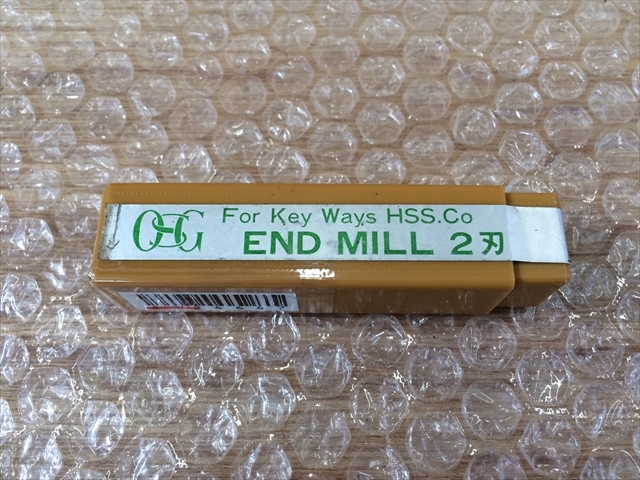 OSG For Key Ways HSS.Co
END MILL 2刃